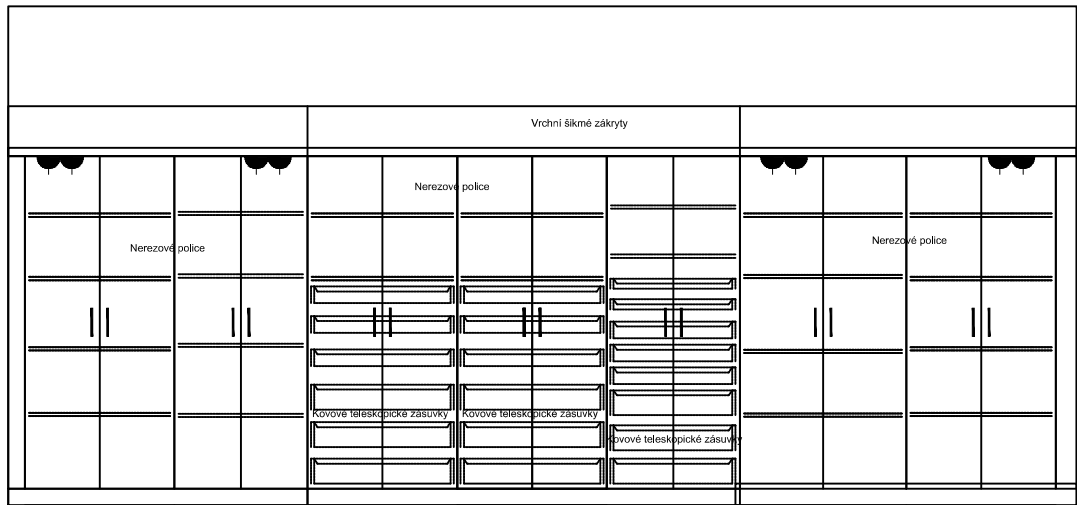 Vrchní šikmé zákryty
Nerezové police
Nerezové police
Nerezové police
Kovové teleskopické zásuvky
Kovové teleskopické zásuvky
Kovové teleskopické zásuvky